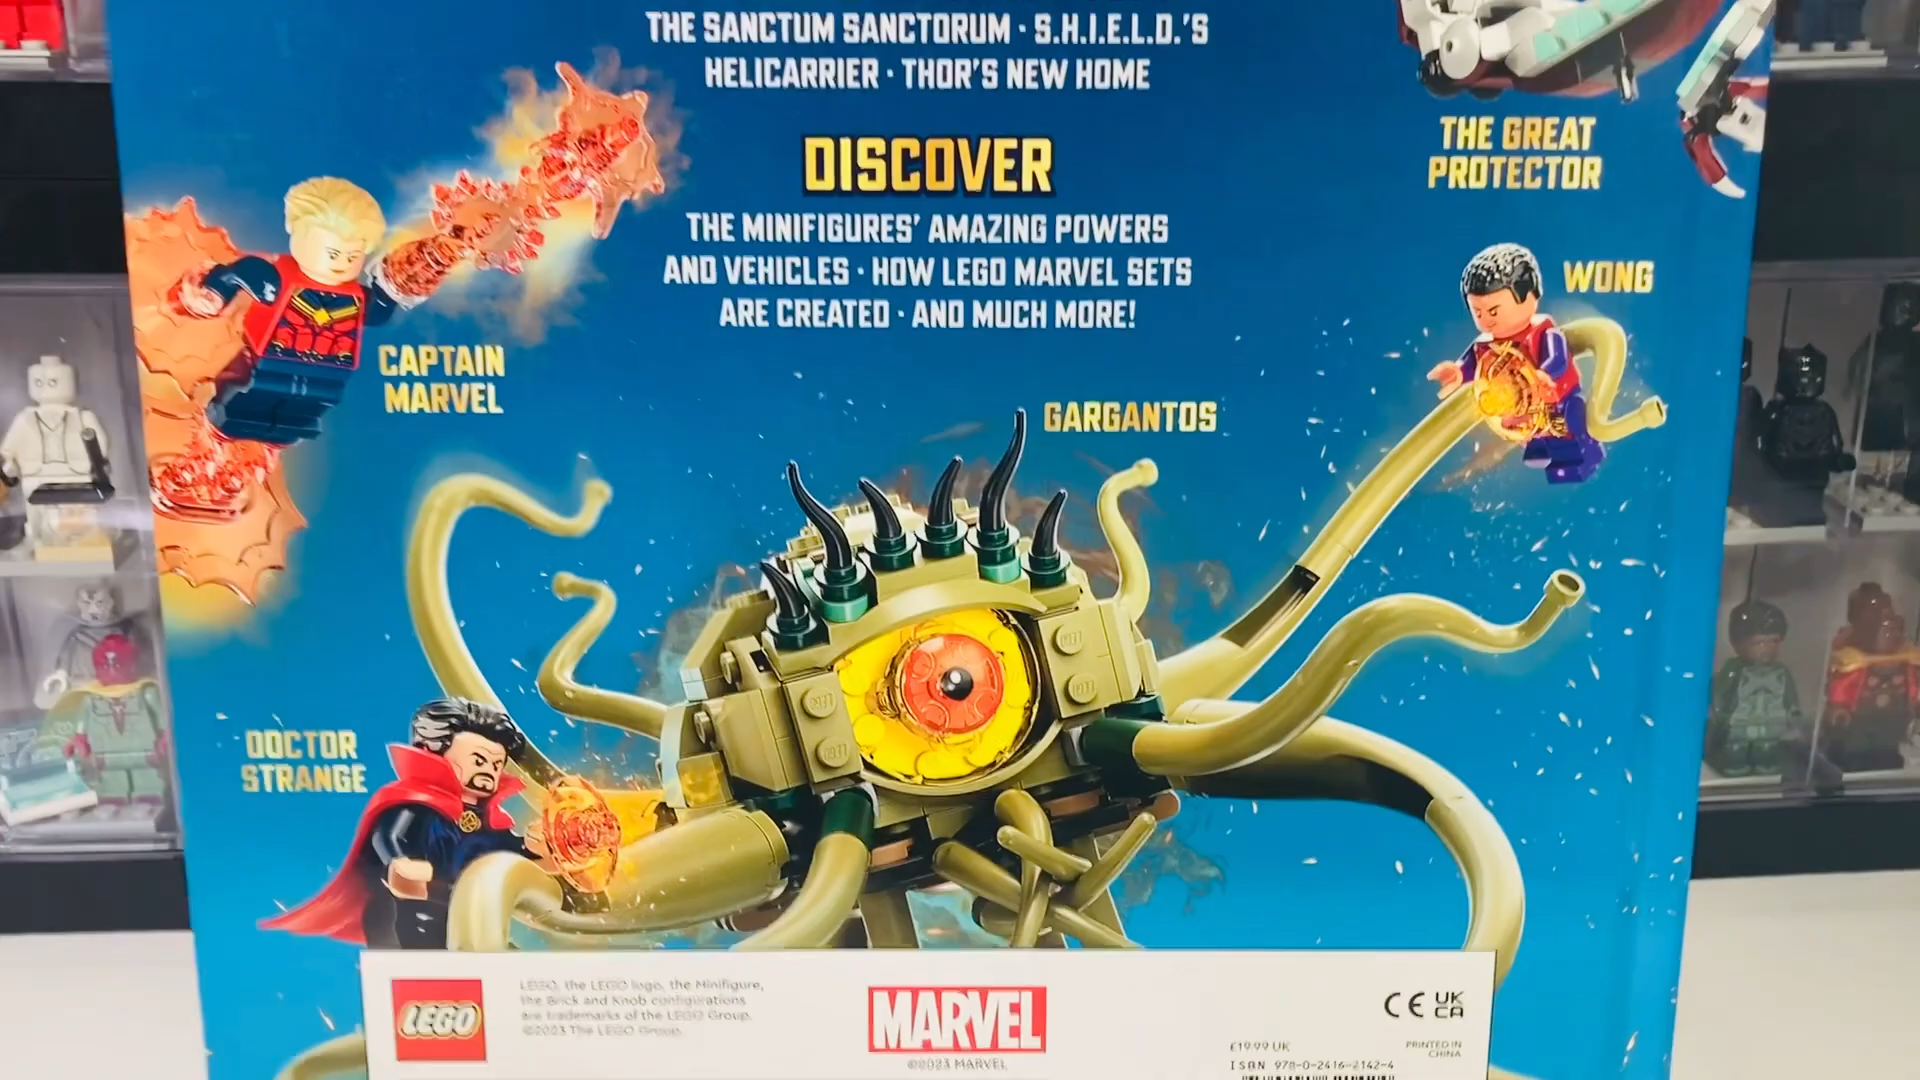 THE SANCTUM SANCTORUM · S.H.I.E.L.D.'S
HELICARRIER · THOR'S NEW HOME
DISCOVER
THE MINIFIGURES' AMAZING POWERS
AND VEHICLES · HOW LEGO MARVEL SETS
ARE CREATED · AND MUCH MORE!
THE GREAT
PROTECTOR
WONG
CAPTAIN
MARVEL
GARGANTOS
DOCTOR
STRANGE
LEGO
LEGO, the LEGO logo, the Minifigure,
the Brick and Knob configurations
are trademarks of the LEGO Group.
©2023 The LEGO Group.
MARVEL
©2023 MARVEL
CE UK
CA
£19.99 UK
PRINTED IN
CHINA
ISBN 978-0-2416-2142-4